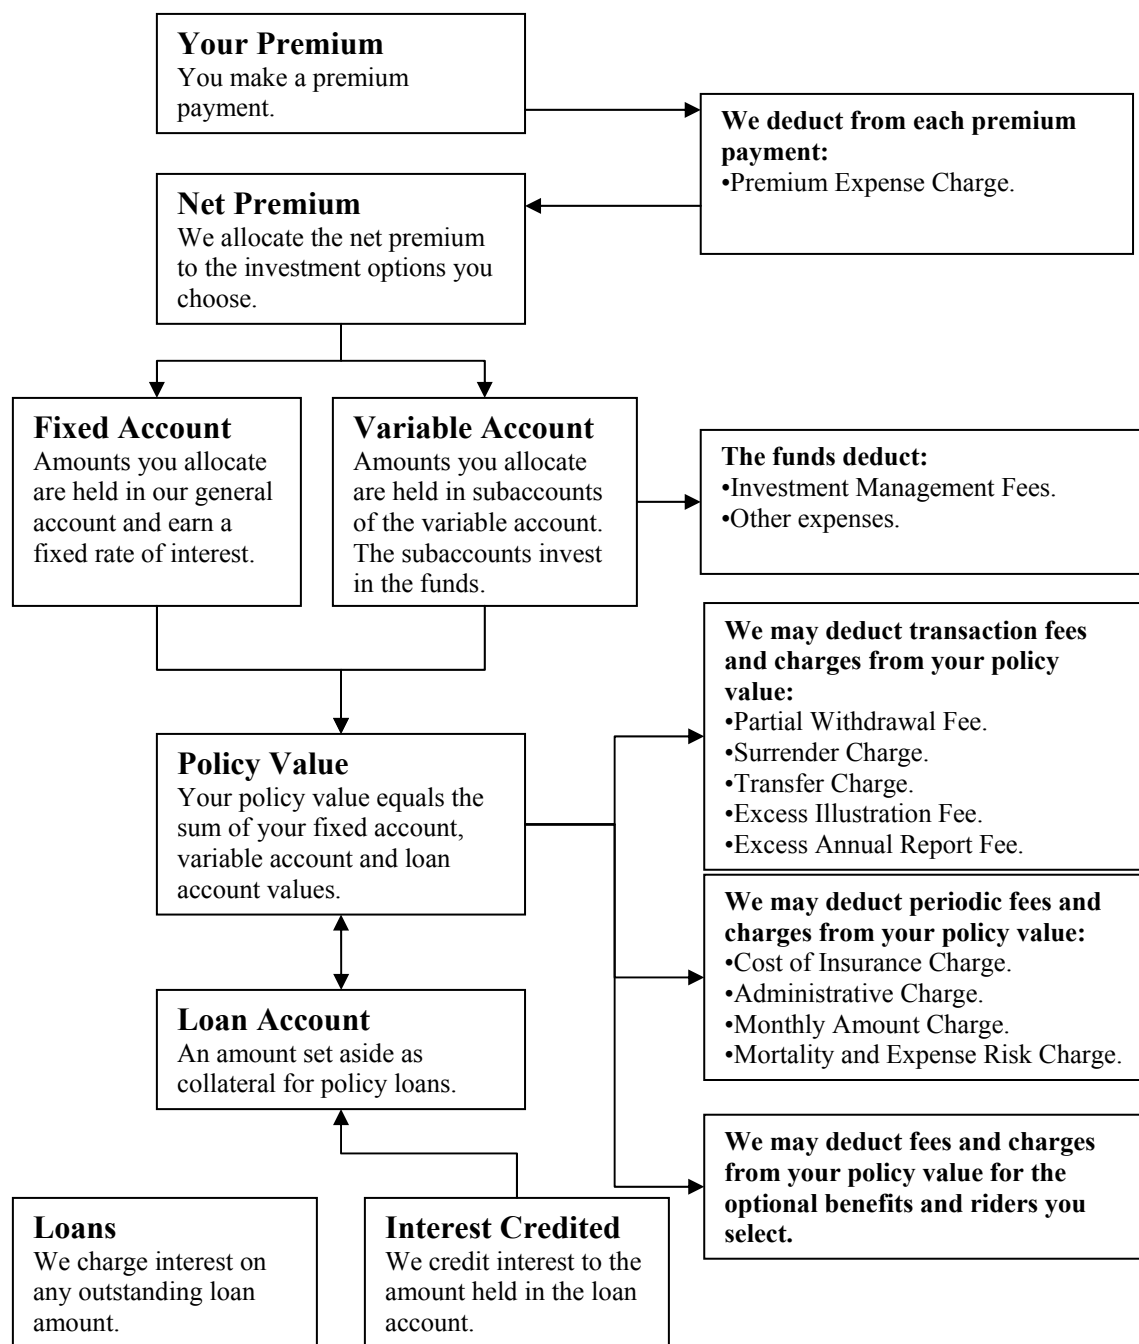 Your Premium
You make a premium
payment.
We deduct from each premium
payment:
•Premium Expense Charge.
Net Premium
We allocate the net premium
to the investment options you
choose.
Fixed Account
Amounts you allocate
are held in our general
account and earn a
fixed rate of interest.
Variable Account
Amounts you allocate
are held in subaccounts
of the variable account.
The subaccounts invest
in the funds.
The funds deduct:
•Investment Management Fees.
•Other expenses.
We may deduct transaction fees
and charges from your policy
value:
•Partial Withdrawal Fee.
•Surrender Charge.
•Transfer Charge.
•Excess Illustration Fee.
•Excess Annual Report Fee.
Policy Value
Your policy value equals the
sum of your fixed account,
variable account and loan
account values.
We may deduct periodic fees and
charges from your policy value:
•Cost of Insurance Charge.
•Administrative Charge.
•Monthly Amount Charge.
•Mortality and Expense Risk Charge.
Loan Account
An amount set aside as
collateral for policy loans.
We may deduct fees and charges
from your policy value for the
optional benefits and riders you
select.
Loans
We charge interest on
any outstanding loan
amount.
Interest Credited
We credit interest to the
amount held in the loan
account.